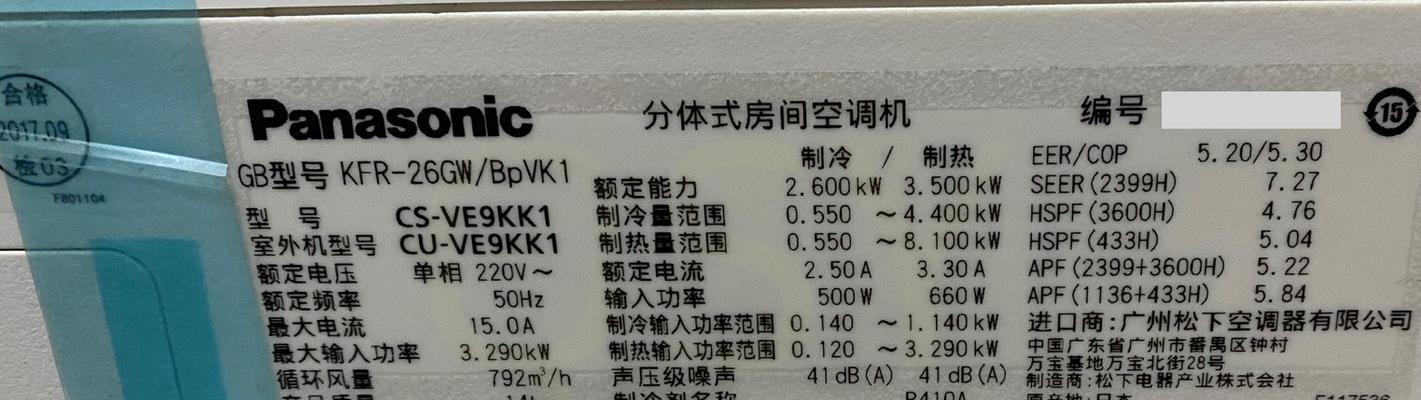 合格
2017.09
检03
F801104
Panasonic
分体式房间空调机
编号
15
GB型号 KFR-26GW/BpVK1
型 号 CS-VE9KK1
室外机型号 CU-VE9KK1
额定电压 单相 220V～
额定频率 50Hz
最大电流 15.0A
最大输入功率 3.290kW
循环风量 792m³/h
制冷 / 制热
额定能力 2.600kW 3.500kW
制冷量范围 0.550 ～4.400kW
制热量范围 0.550 ～8.100kW
额定电流 2.50A 3.30A
输入功率 500W 660W
制冷输入功率范围 0.140 ～1.140kW
制热输入功率范围 0.120 ～3.290kW
声压级噪声 41dB(A) 41dB(A)
制冷剂名称 R410A
EER/COP 5.20/5.30
SEER(2399H) 7.27
HSPF(3600H) 4.76
HSPF(433H) 5.04
APF(2399+3600H) 5.22
APF(1136+433H) 5.84
进口商:广州松下空调器有限公司
中国广东省广州市番禺区钟村
万宝基地万宝北街28号
制造商:松下电器产业株式会社
原产地:日本